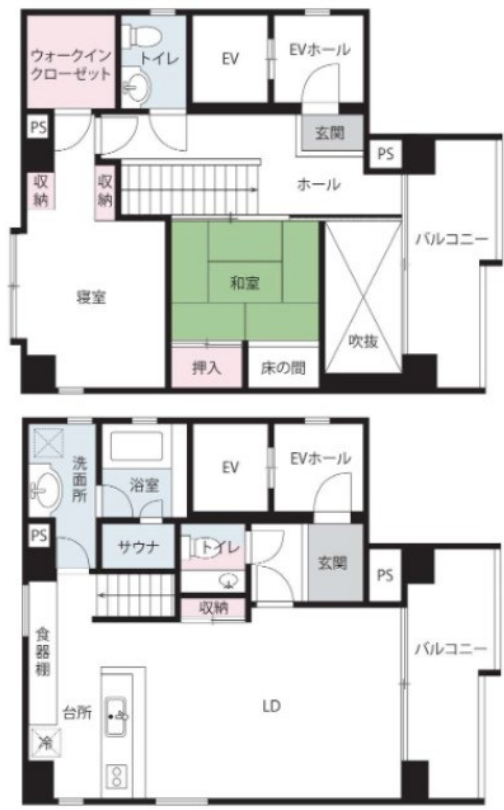 ウォークイン
クローゼット
トイレ
EV
EVホール
PS
玄関
PS
収納
収納
ホール
バルコニー
寝室
和室
吹抜
押入
床の間
洗面所
浴室
EV
EVホール
PS
サウナ
トイレ
玄関
PS
収納
食器棚
バルコニー
台所
LD
冷